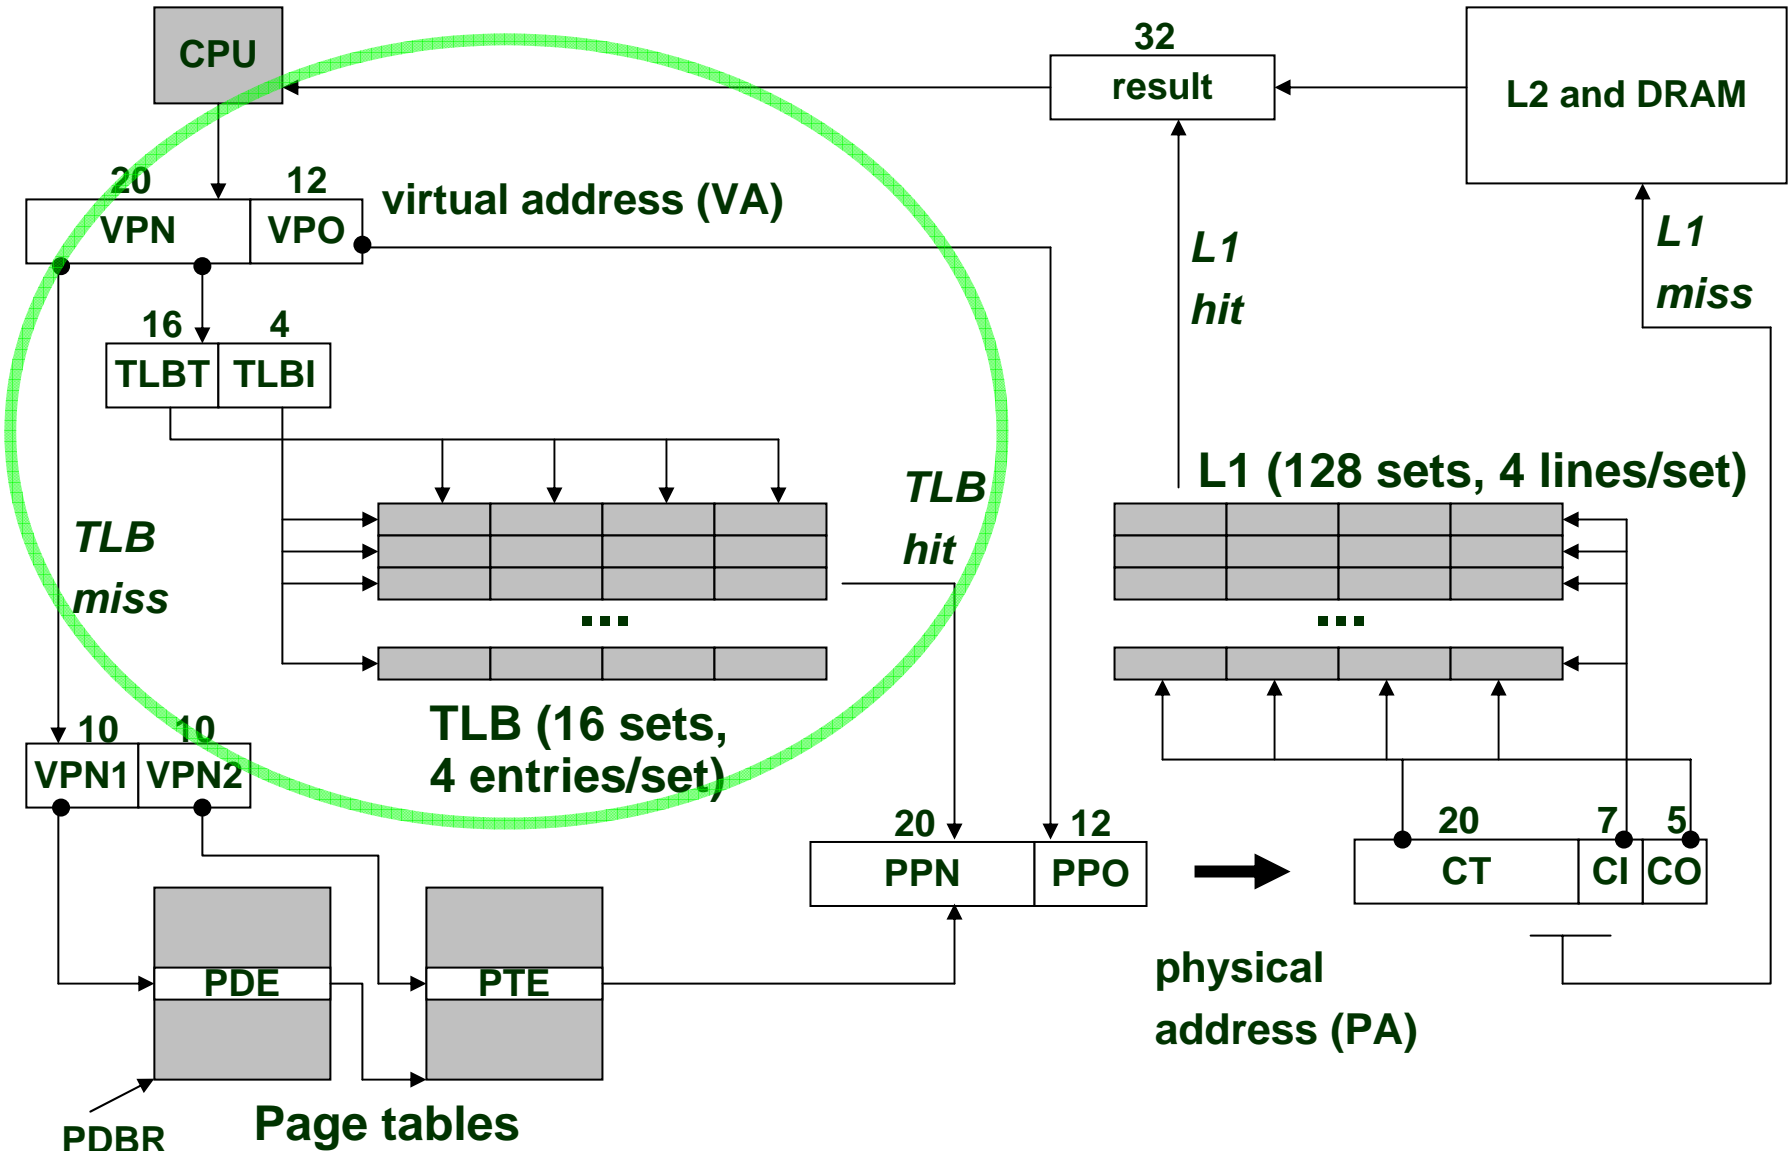 CPU
32
result
L2 and DRAM
20 12
VPN VPO
virtual address (VA)
L1
hit
L1
miss
16 4
TLBT TLBI
TLB
hit
L1 (128 sets, 4 lines/set)
TLB
miss
...
...
TLB (16 sets,
4 entries/set)
10 10
VPN1 VPN2
20 12
PPN PPO
20 7 5
CT CI CO
PDE
PTE
physical
address (PA)
Page tables
PDBR